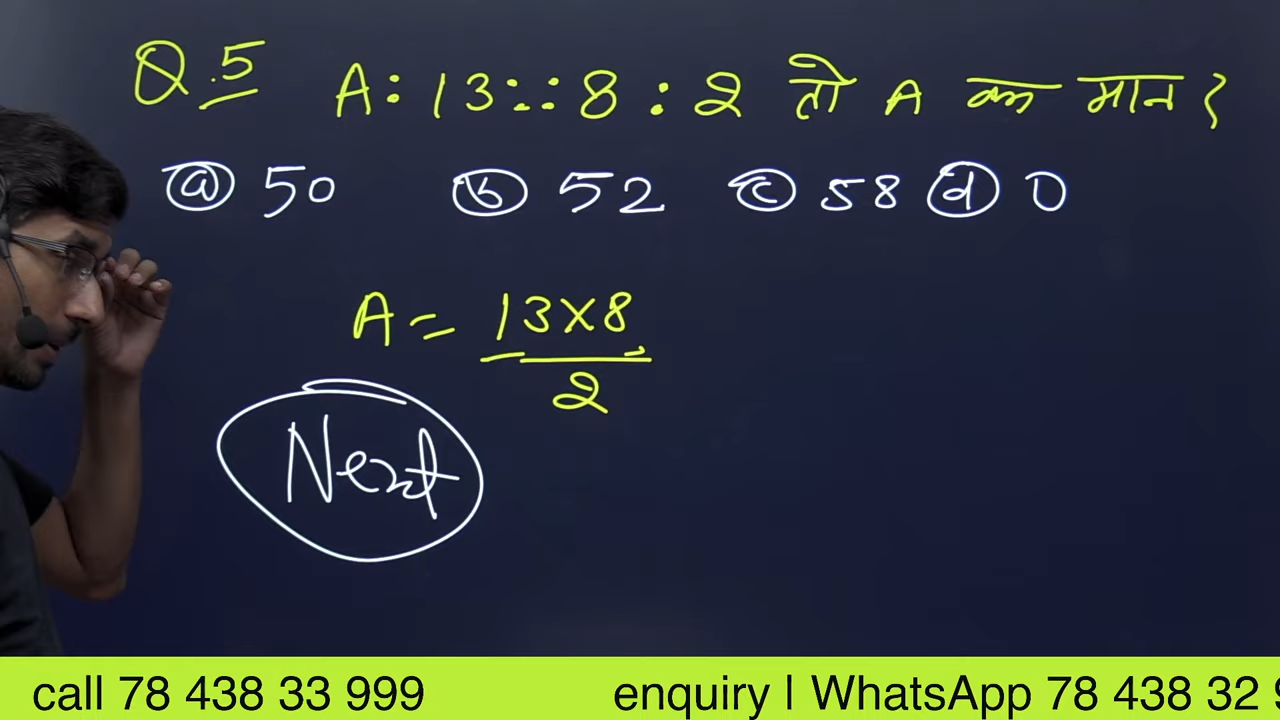 Q.5 A : 13 :: 8 : 2 तो A का मान ?
(a) 50 (b) 52 (c) 58 (d) 0
A = 13×8
2
Next
call 78 438 33 999 enquiry | WhatsApp 78 438 32